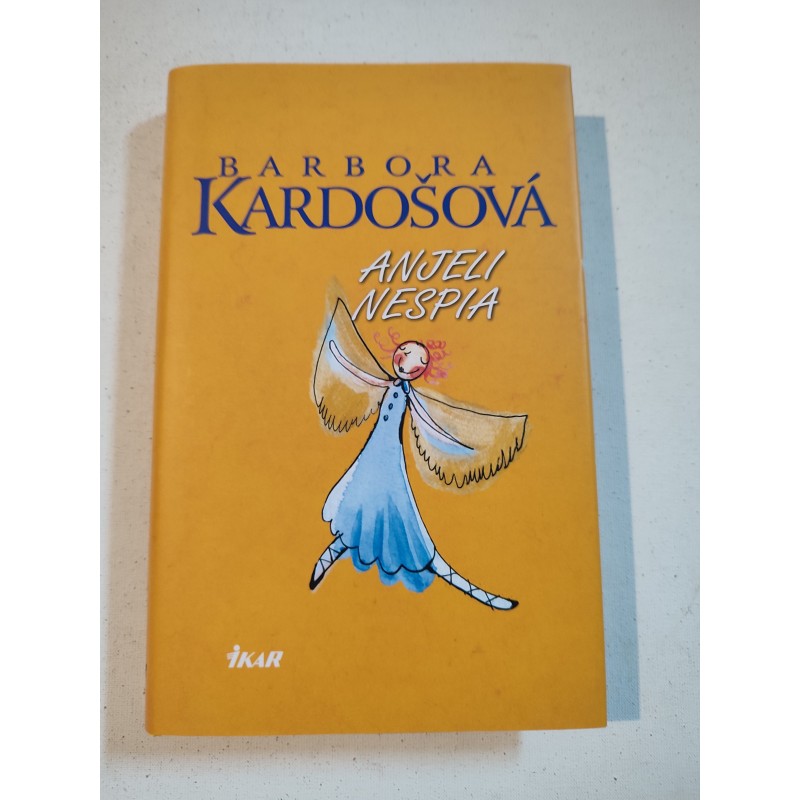 BARBORA
KARDOŠOVÁ
ANJELI
NESPIA
IKAR